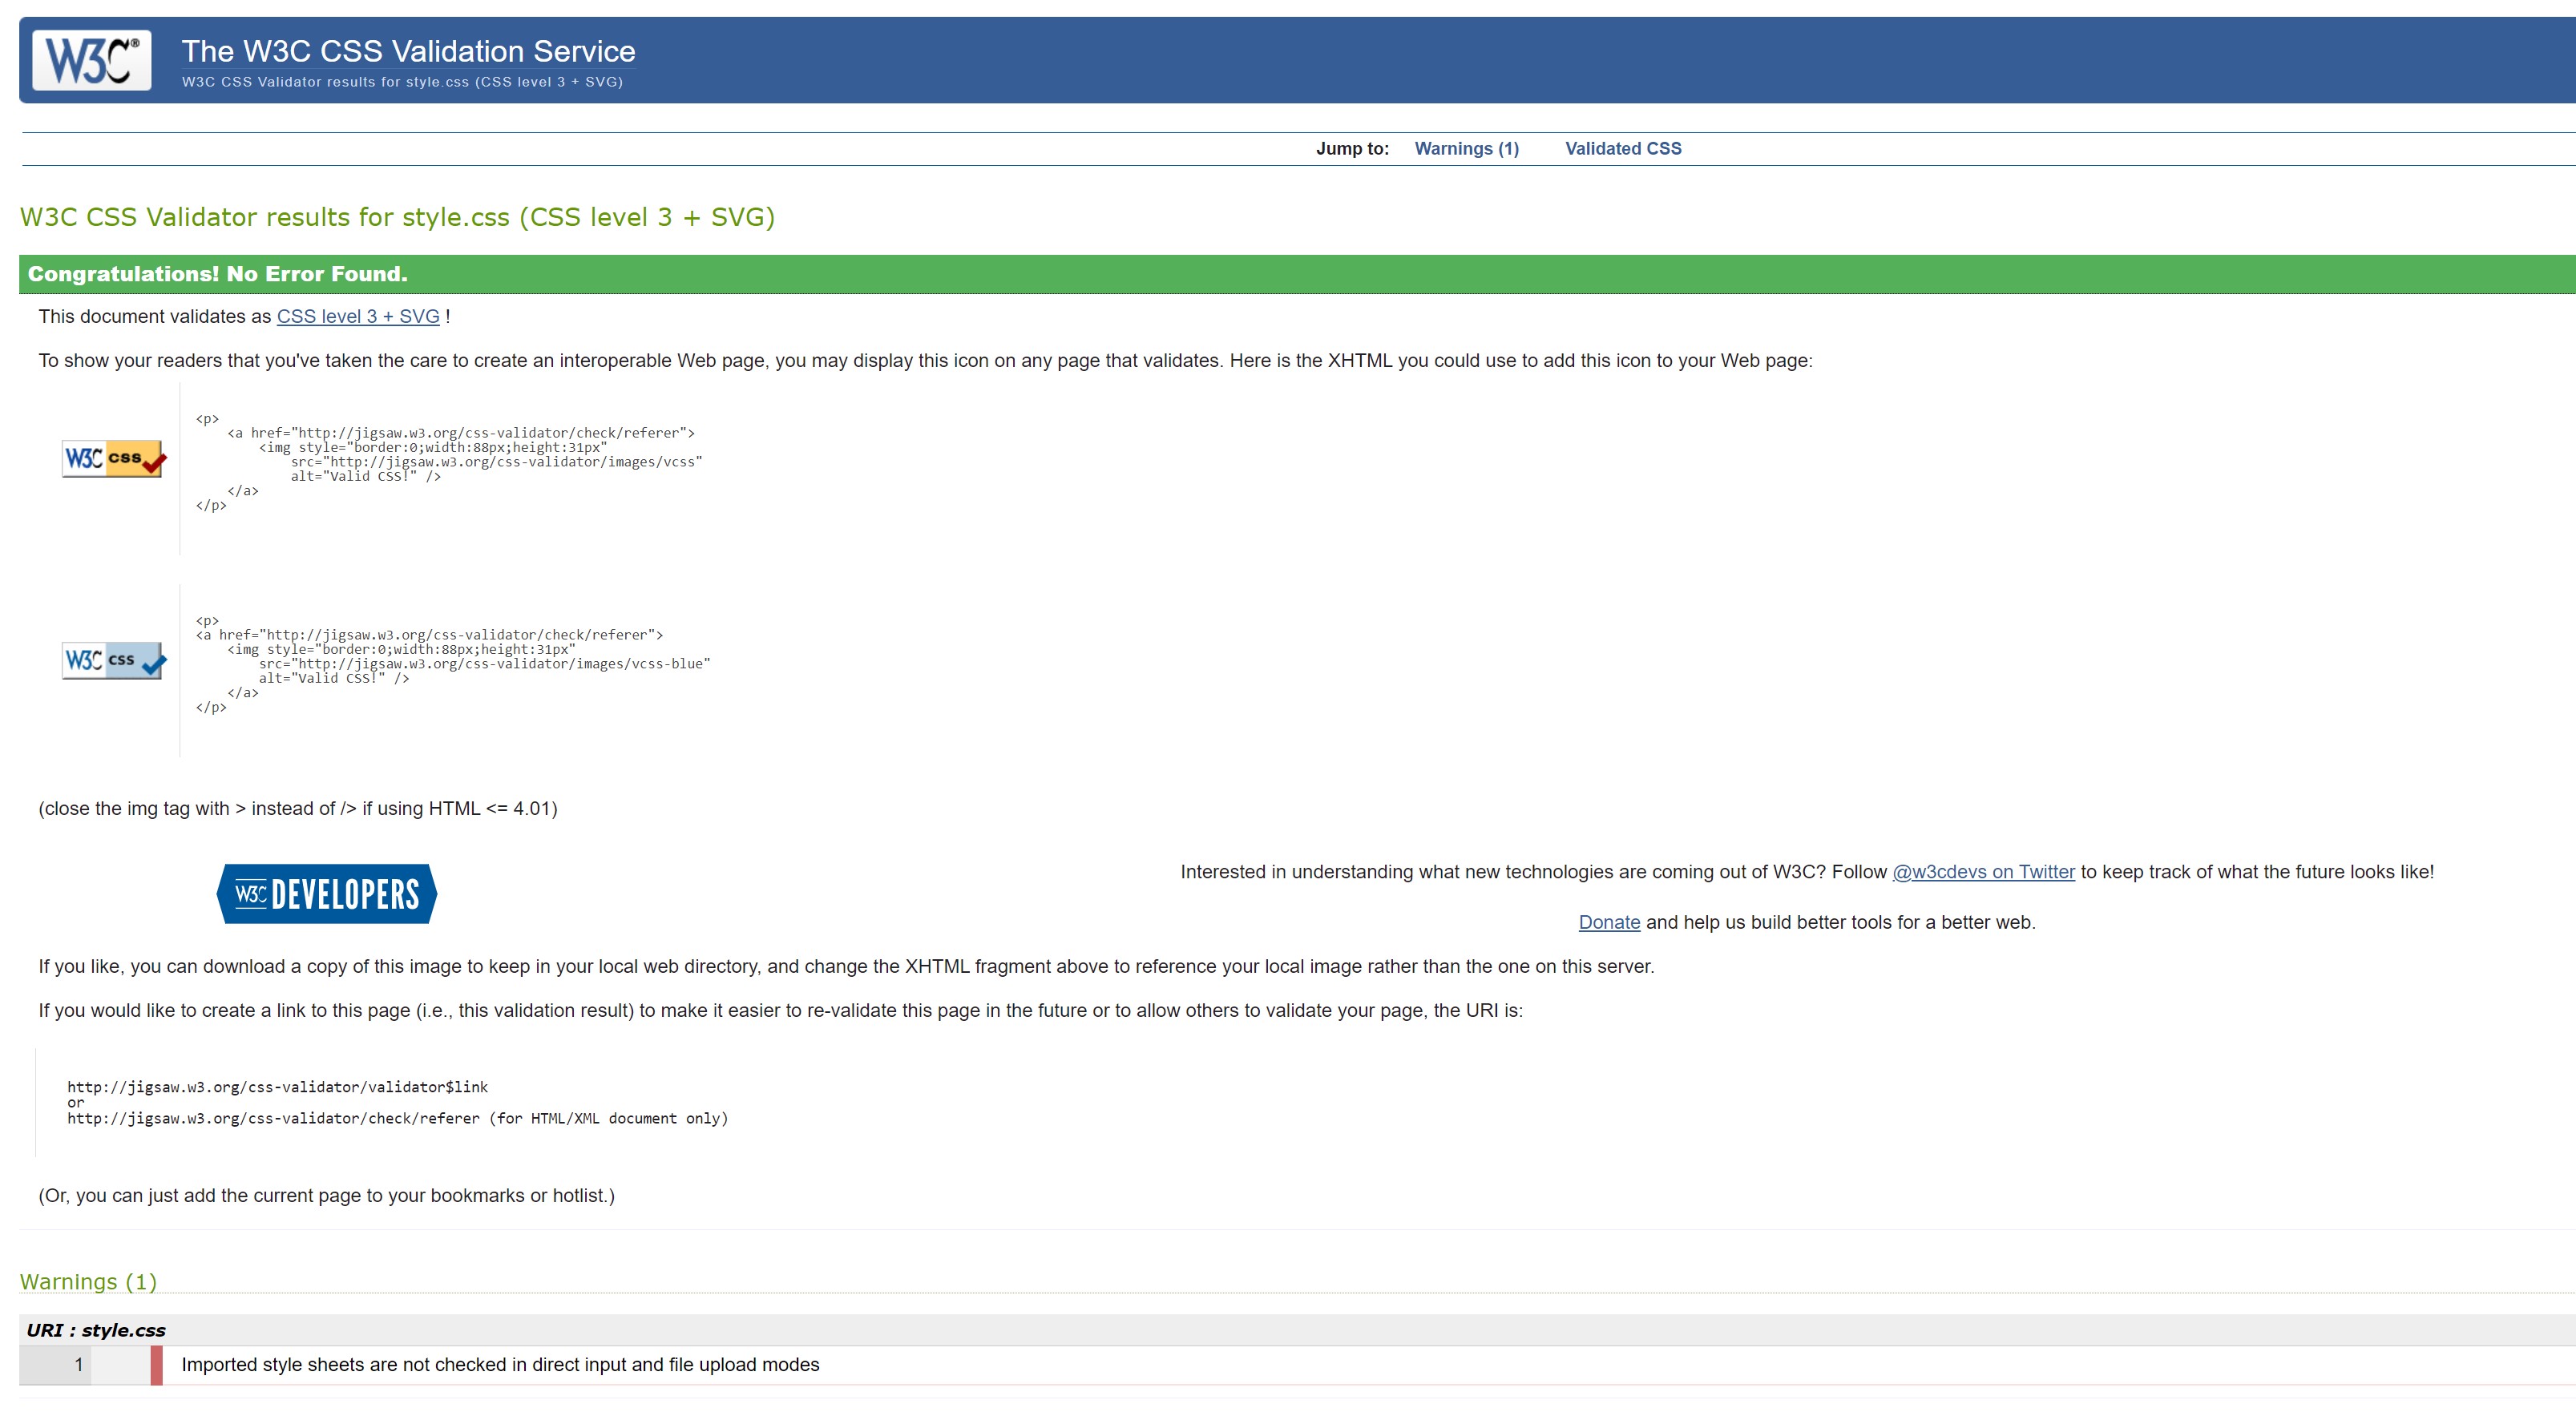 W3C®
The W3C CSS Validation Service
W3C CSS Validator results for style.css (CSS level 3 + SVG)
Jump to: Warnings (1) Validated CSS
W3C CSS Validator results for style.css (CSS level 3 + SVG)
Congratulations! No Error Found.
This document validates as CSS level 3 + SVG !
To show your readers that you've taken the care to create an interoperable Web page, you may display this icon on any page that validates. Here is the XHTML you could use to add this icon to your Web page:
W3C css
<p>
    <a href="http://jigsaw.w3.org/css-validator/check/referer">
        <img style="border:0;width:88px;height:31px"
            src="http://jigsaw.w3.org/css-validator/images/vcss"
            alt="Valid CSS!" />
    </a>
</p>
W3C css
<p>
<a href="http://jigsaw.w3.org/css-validator/check/referer">
    <img style="border:0;width:88px;height:31px"
        src="http://jigsaw.w3.org/css-validator/images/vcss-blue"
        alt="Valid CSS!" />
    </a>
</p>
(close the img tag with > instead of /> if using HTML <= 4.01)
W3C DEVELOPERS
Interested in understanding what new technologies are coming out of W3C? Follow @w3cdevs on Twitter to keep track of what the future looks like!
Donate and help us build better tools for a better web.
If you like, you can download a copy of this image to keep in your local web directory, and change the XHTML fragment above to reference your local image rather than the one on this server.
If you would like to create a link to this page (i.e., this validation result) to make it easier to re-validate this page in the future or to allow others to validate your page, the URI is:
http://jigsaw.w3.org/css-validator/validator$link
or
http://jigsaw.w3.org/css-validator/check/referer (for HTML/XML document only)
(Or, you can just add the current page to your bookmarks or hotlist.)
Warnings (1)
URI : style.css
1 Imported style sheets are not checked in direct input and file upload modes